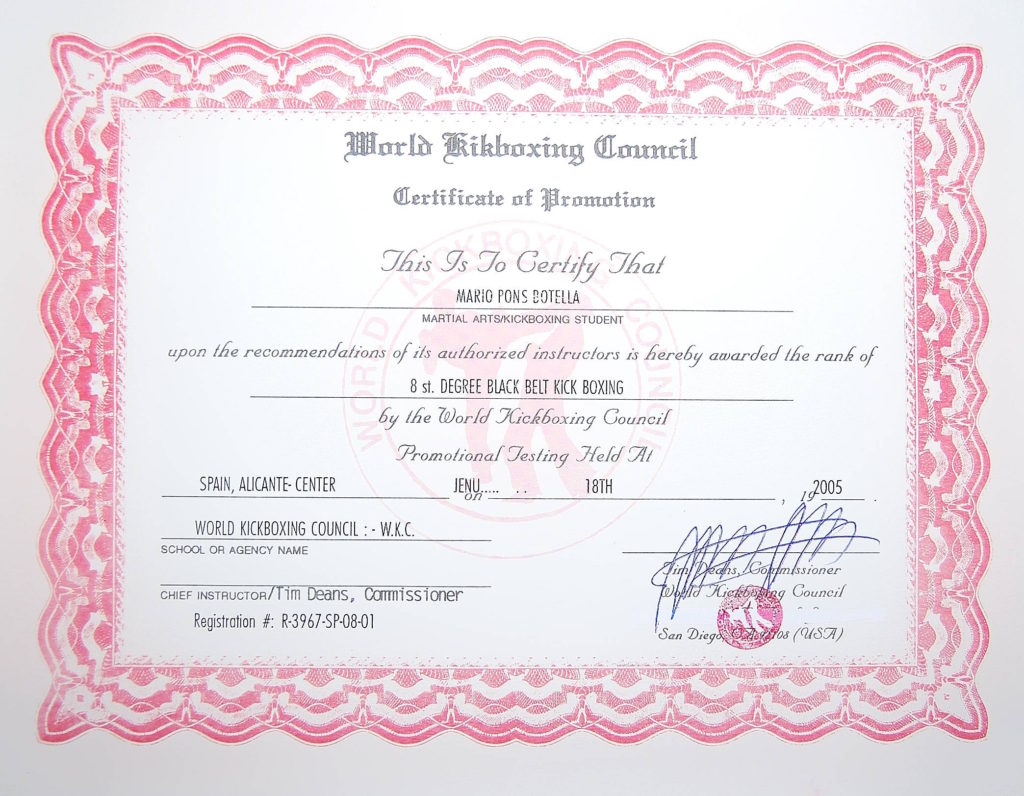 World Kikboxing Council
Certificate of Promotion
WORLD KICKBOXING COUNCIL
This Is To Certify That
MARIO PONS BOTELLA
MARTIAL ARTS/KICKBOXING STUDENT
upon the recommendations of its authorized instructors is hereby awarded the rank of
8 st. DEGREE BLACK BELT KICK BOXING
by the World Kickboxing Council
Promotional Testing Held At
SPAIN, ALICANTE- CENTER on JENU..... . . 18TH , 19 2005 .
WORLD KICKBOXING COUNCIL : - W.K.C.
SCHOOL OR AGENCY NAME
CHIEF INSTRUCTOR/Tim Deans, Commissioner
Registration #: R-3967-SP-08-01
Tim Deans, Commissioner
World Kickboxing Council
San Diego, CA (USA)